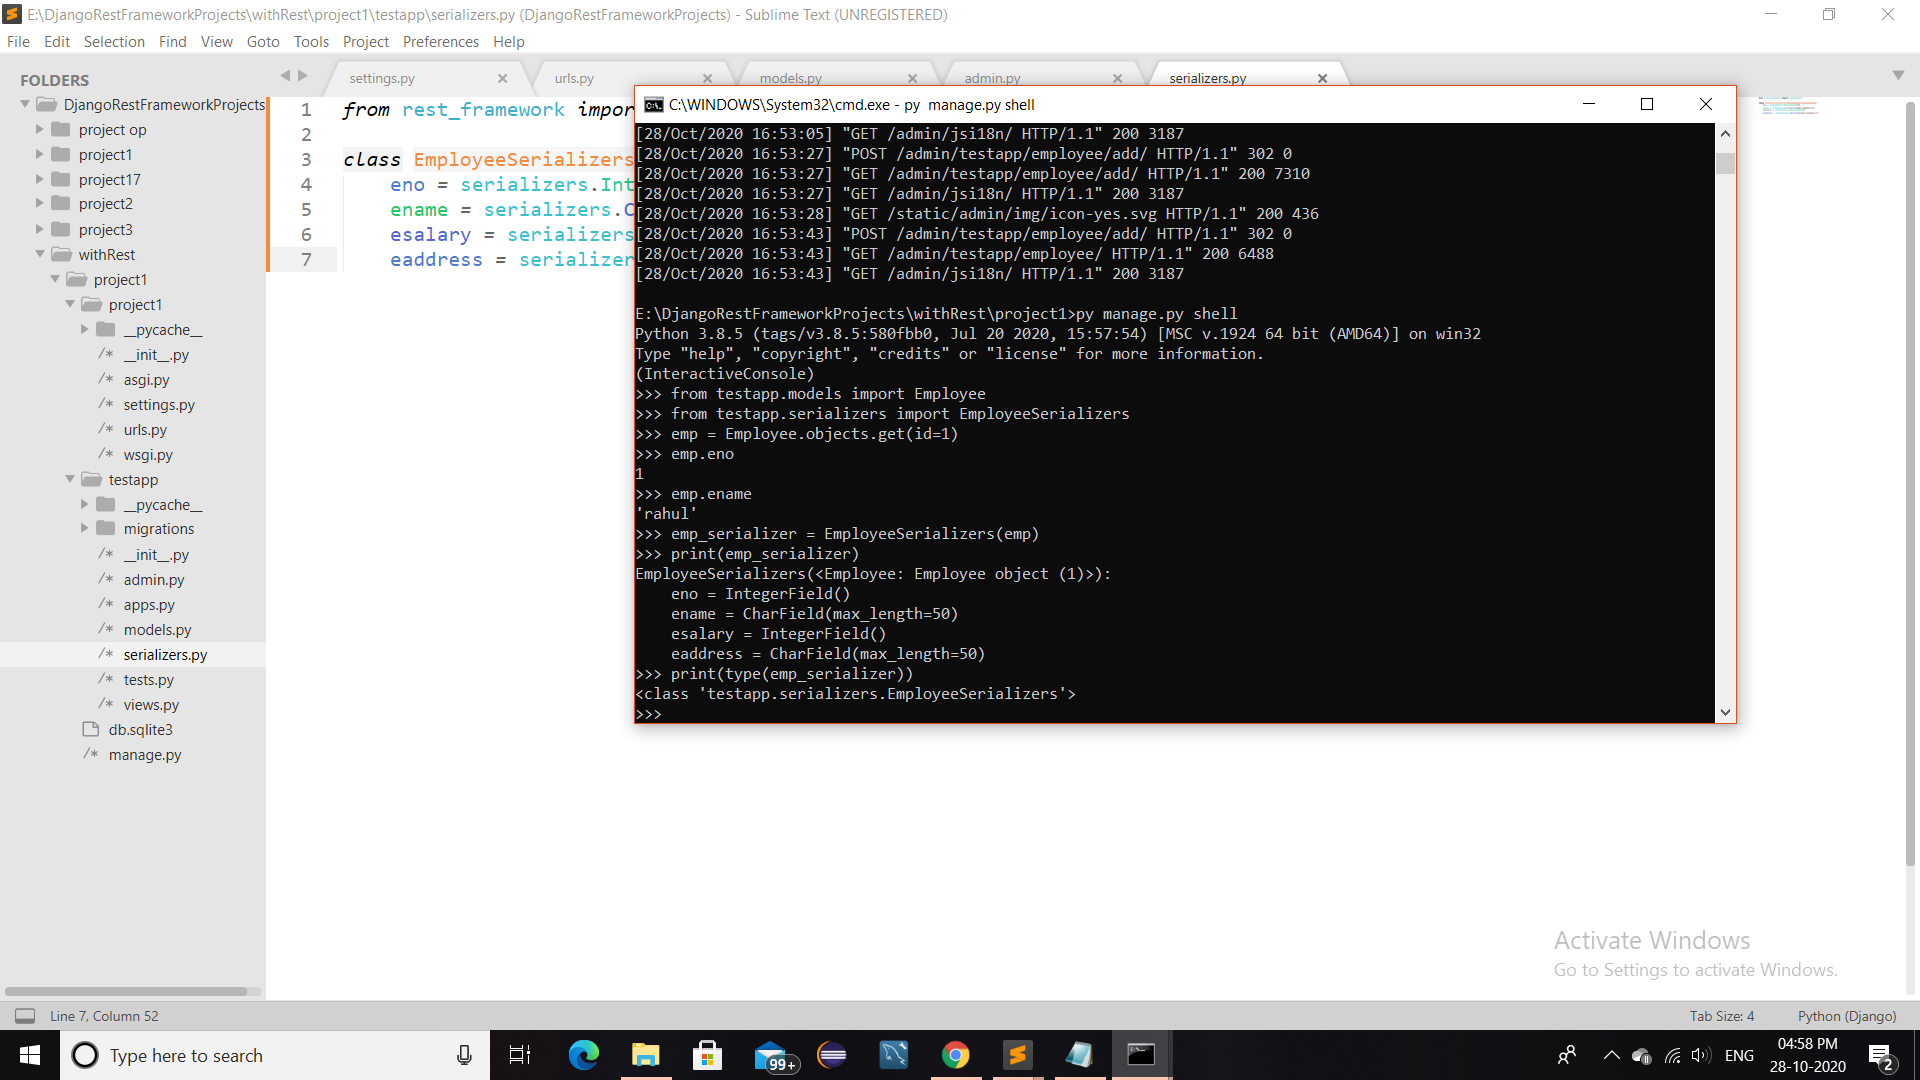 E:\DjangoRestFrameworkProjects\withRest\project1\testapp\serializers.py (DjangoRestFrameworkProjects) - Sublime Text (UNREGISTERED)
File Edit Selection Find View Goto Tools Project Preferences Help
settings.py urls.py models.py admin.py serializers.py
FOLDERS
DjangoRestFrameworkProjects
project op
project1
project17
project2
project3
withRest
project1
project1
__pycache__
/* __init__.py
/* asgi.py
/* settings.py
/* urls.py
/* wsgi.py
testapp
__pycache__
migrations
/* __init__.py
/* admin.py
/* apps.py
/* models.py
/* serializers.py
/* tests.py
/* views.py
db.sqlite3
/* manage.py
1 from rest_framework impor
2
3 class EmployeeSerializers
4 eno = serializers.Int
5 ename = serializers.C
6 esalary = serializers
7 eaddress = serializer
C:\WINDOWS\System32\cmd.exe - py  manage.py shell
[28/Oct/2020 16:53:05] "GET /admin/jsi18n/ HTTP/1.1" 200 3187
[28/Oct/2020 16:53:27] "POST /admin/testapp/employee/add/ HTTP/1.1" 302 0
[28/Oct/2020 16:53:27] "GET /admin/testapp/employee/add/ HTTP/1.1" 200 7310
[28/Oct/2020 16:53:27] "GET /admin/jsi18n/ HTTP/1.1" 200 3187
[28/Oct/2020 16:53:28] "GET /static/admin/img/icon-yes.svg HTTP/1.1" 200 436
[28/Oct/2020 16:53:43] "POST /admin/testapp/employee/add/ HTTP/1.1" 302 0
[28/Oct/2020 16:53:43] "GET /admin/testapp/employee/ HTTP/1.1" 200 6488
[28/Oct/2020 16:53:43] "GET /admin/jsi18n/ HTTP/1.1" 200 3187
E:\DjangoRestFrameworkProjects\withRest\project1>py manage.py shell
Python 3.8.5 (tags/v3.8.5:580fbb0, Jul 20 2020, 15:57:54) [MSC v.1924 64 bit (AMD64)] on win32
Type "help", "copyright", "credits" or "license" for more information.
(InteractiveConsole)
>>> from testapp.models import Employee
>>> from testapp.serializers import EmployeeSerializers
>>> emp = Employee.objects.get(id=1)
>>> emp.eno
1
>>> emp.ename
'rahul'
>>> emp_serializer = EmployeeSerializers(emp)
>>> print(emp_serializer)
EmployeeSerializers(<Employee: Employee object (1)>):
    eno = IntegerField()
    ename = CharField(max_length=50)
    esalary = IntegerField()
    eaddress = CharField(max_length=50)
>>> print(type(emp_serializer))
<class 'testapp.serializers.EmployeeSerializers'>
>>>
Activate Windows
Go to Settings to activate Windows.
Line 7, Column 52 Tab Size: 4 Python (Django)
Type here to search 99+ ENG 04:58 PM
28-10-2020 2